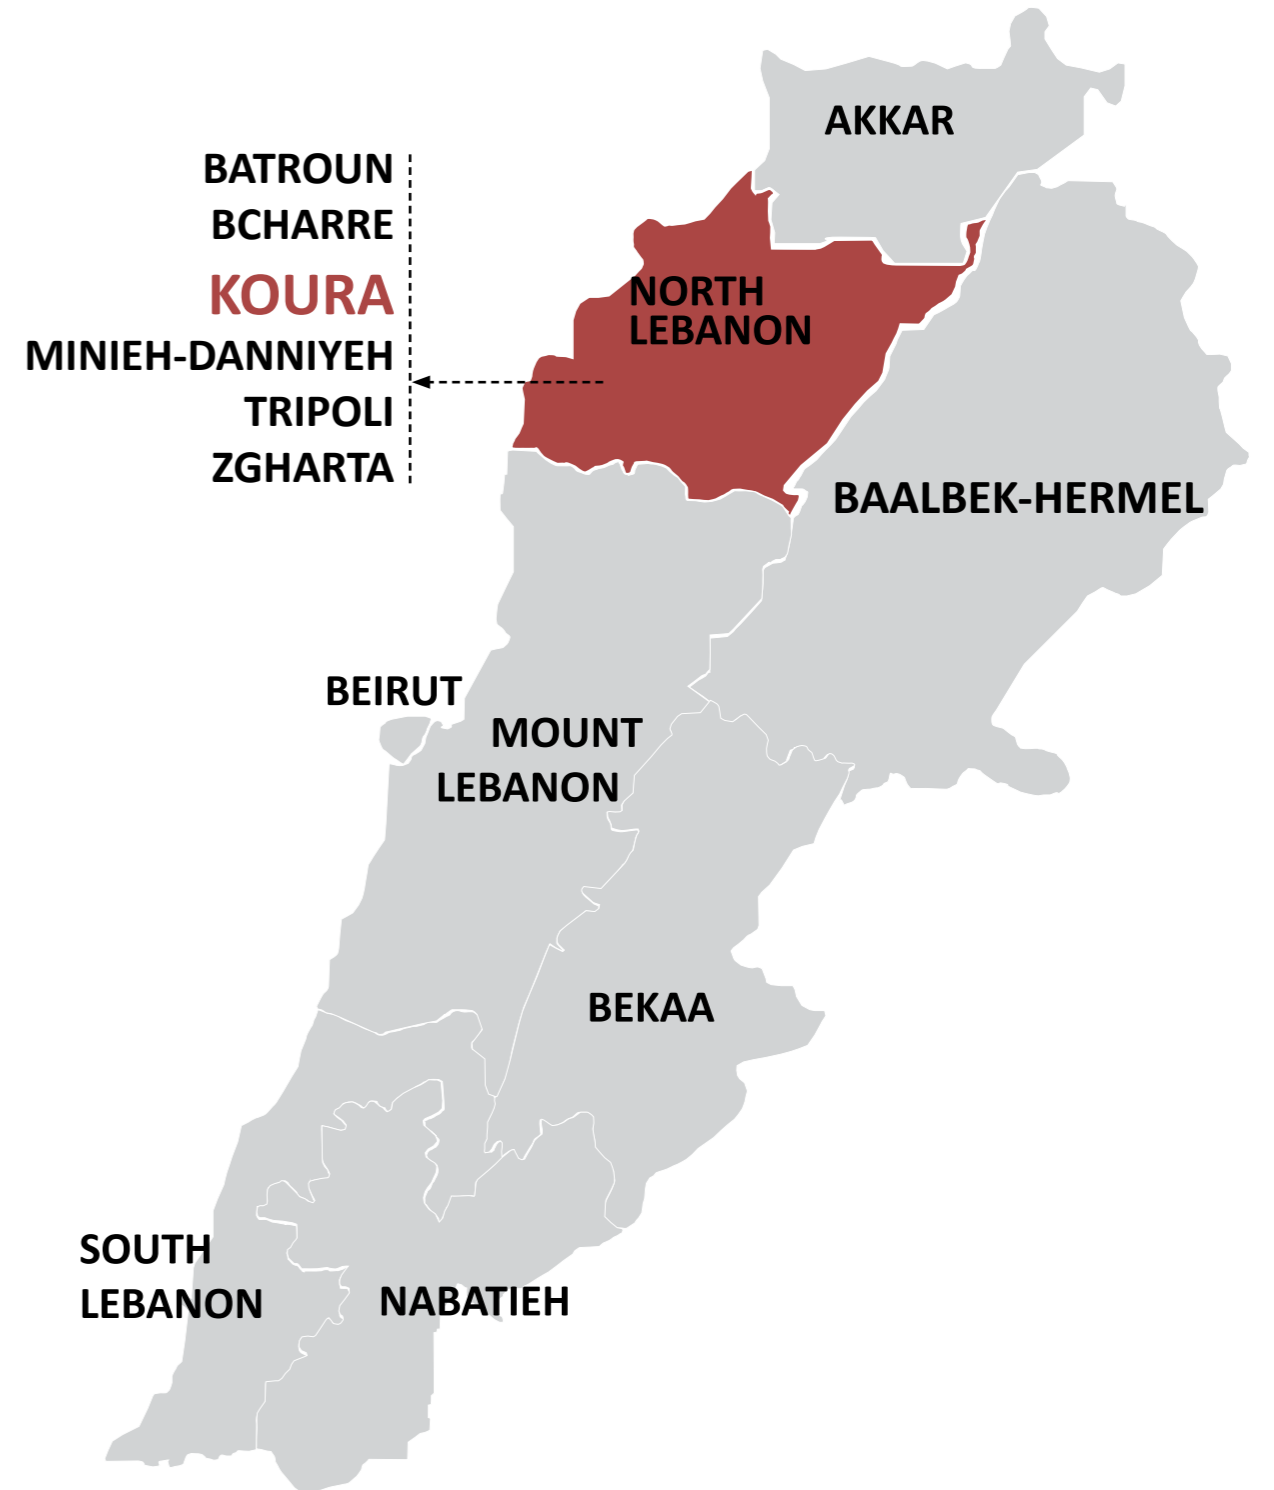 AKKAR
BATROUN
BCHARRE
KOURA
MINIEH-DANNIYEH
TRIPOLI
ZGHARTA
NORTH
LEBANON
BAALBEK-HERMEL
BEIRUT
MOUNT
LEBANON
BEKAA
SOUTH
LEBANON
NABATIEH